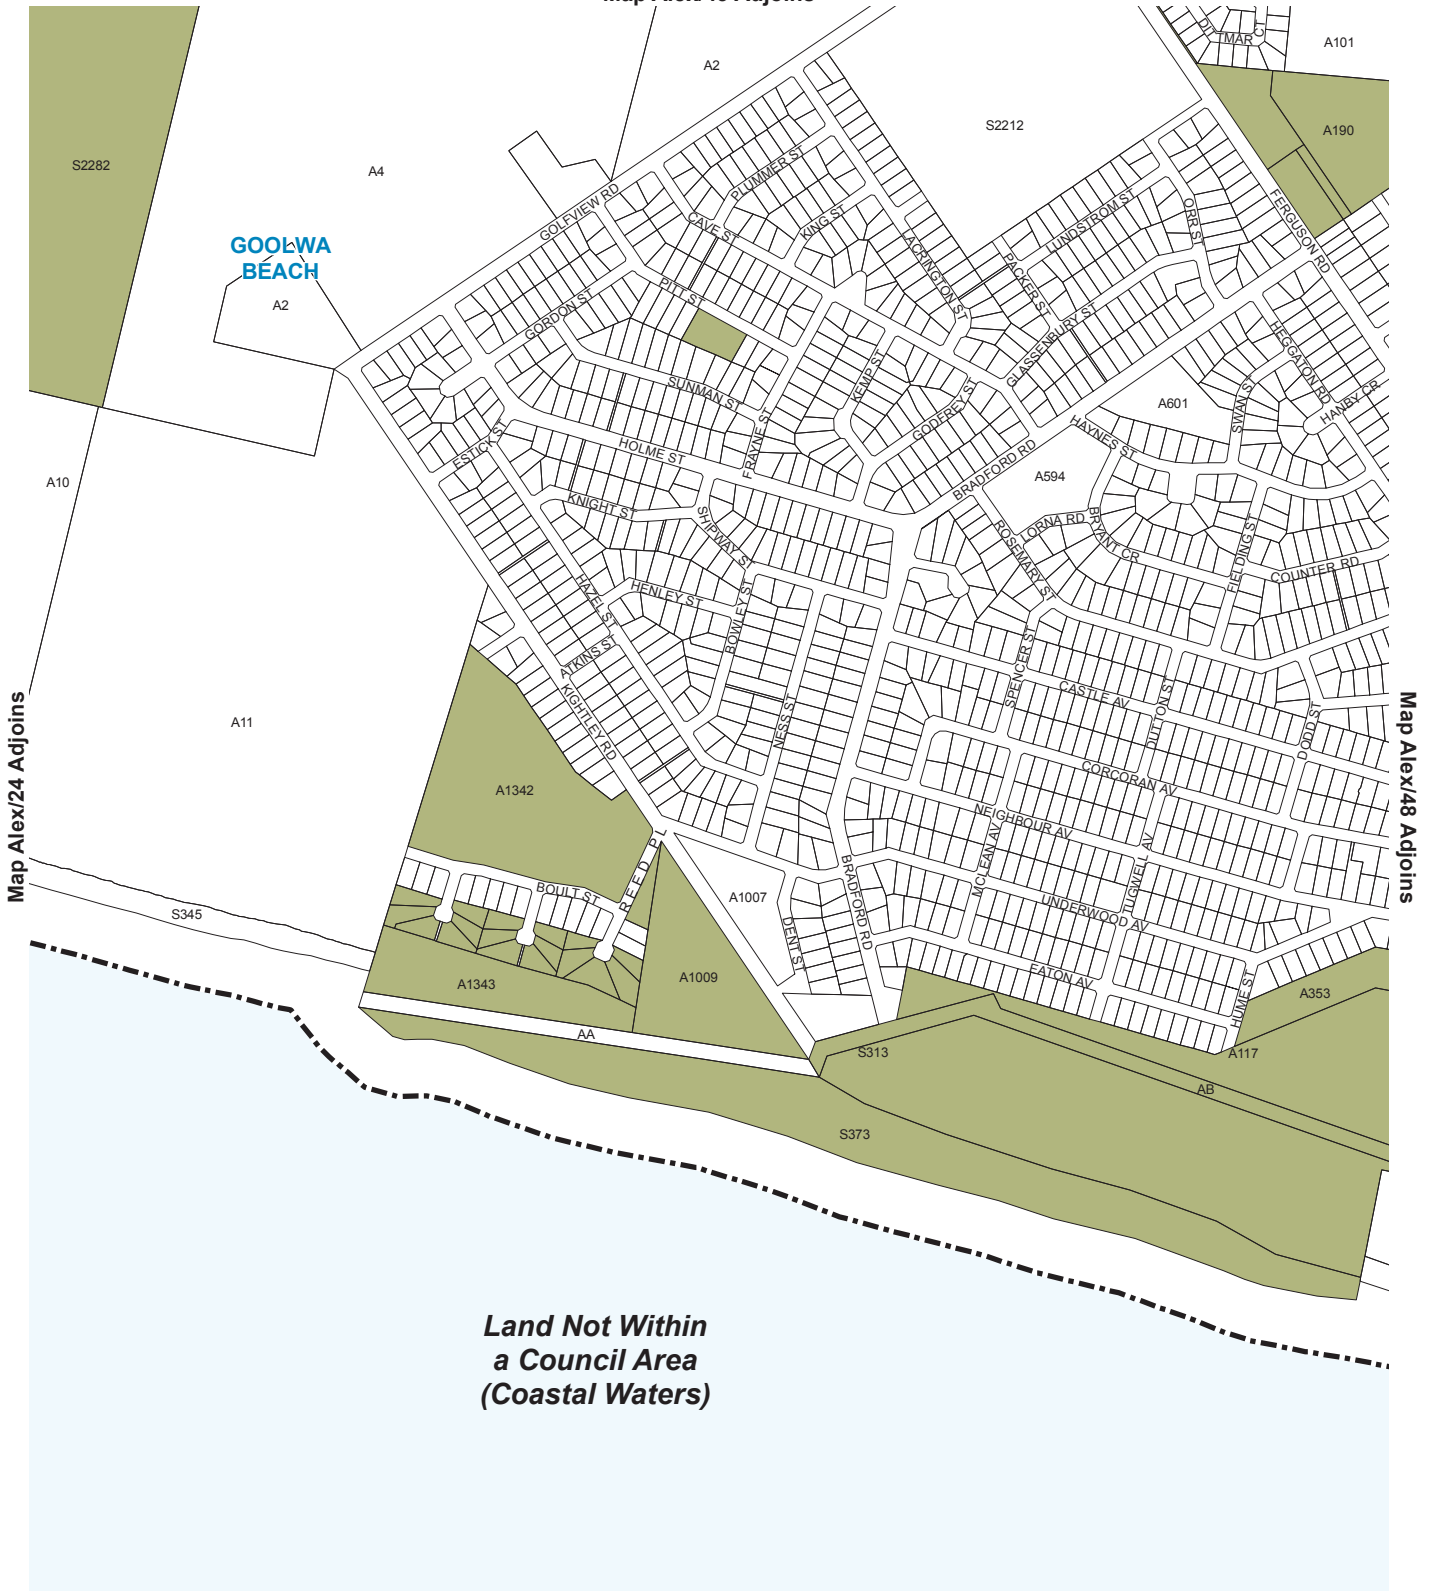 DITTMAR CT
A101
A2
S2212
A190
S2282
A4
PLUMMER ST
GOLFVIEW RD
CAVE ST
KING ST
LUNDSTROM ST
ORR ST
FERGUSON RD
GOOLWA
BEACH
LACRINGTON ST
PACKER ST
A2
PITT ST
GORDON ST
GLASSENBURY ST
HEGGATON RD
KEMP ST
SUNMAN ST
GODFREY ST
A601
SWAN ST
HANBY CR
ESTICK ST
HOLME ST
FRAYNE ST
HAYNES ST
BRADFORD RD
A594
A10
KNIGHT ST
SHIPWAY ST
ROSEMARY ST
LORNA RD
BRYANT CR
FIELDING ST
COUNTER RD
HAZEL ST
HENLEY ST
BOWLEY ST
ATKINS ST
SPENCER ST
CASTLE AV
DUTTON ST
DODD ST
KIGHTLEY RD
NESS ST
A11
Map Alex/24 Adjoins
Map Alex/48 Adjoins
A1342
CORCORAN AV
NEIGHBOUR AV
MCLEAN AV
TUGWELL AV
REED PL
BOULT ST
A1007
BRADFORD RD
UNDERWOOD AV
S345
DENT ST
A1343
A1009
EATON AV
HUME ST
A353
AA
S313
A117
AB
S373
Land Not Within
a Council Area
(Coastal Waters)